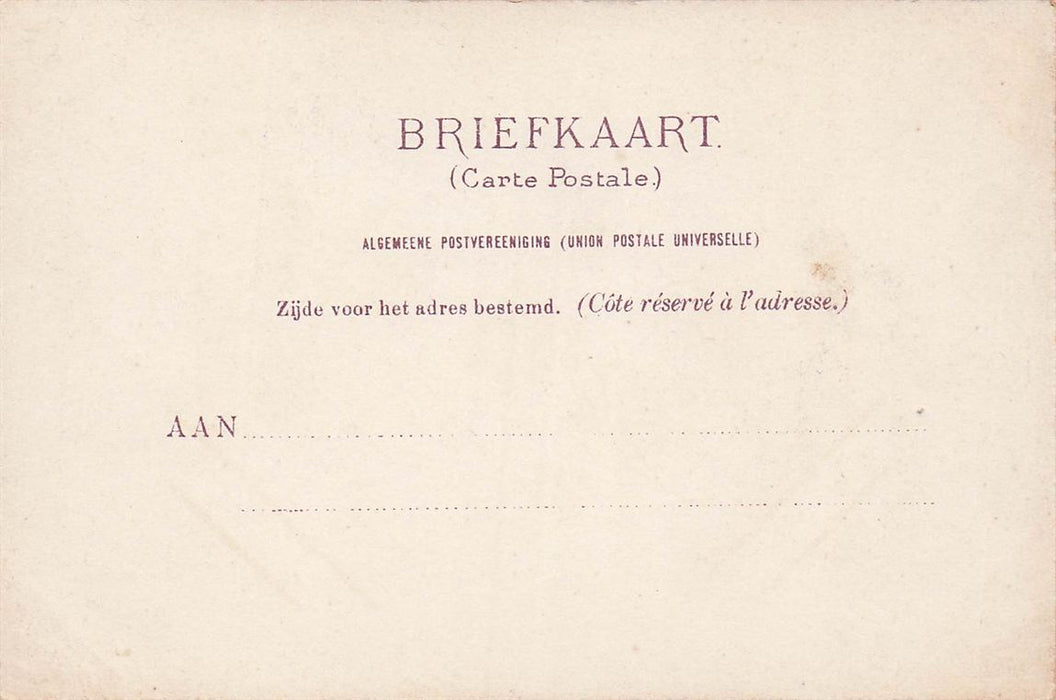 BRIEFKAART.
(Carte Postale.)
ALGEMEENE POSTVEREENIGING (UNION POSTALE UNIVERSELLE)
Zijde voor het adres bestemd. (Côte réservé à l'adresse.)
AAN